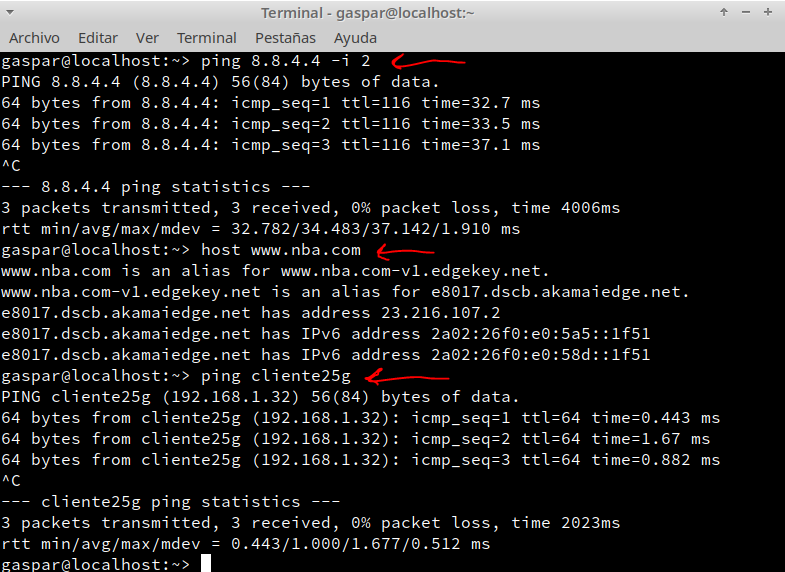 Terminal - gaspar@localhost:~
Archivo Editar Ver Terminal Pestañas Ayuda
gaspar@localhost:~> ping 8.8.4.4 -i 2
PING 8.8.4.4 (8.8.4.4) 56(84) bytes of data.
64 bytes from 8.8.4.4: icmp_seq=1 ttl=116 time=32.7 ms
64 bytes from 8.8.4.4: icmp_seq=2 ttl=116 time=33.5 ms
64 bytes from 8.8.4.4: icmp_seq=3 ttl=116 time=37.1 ms
^C
--- 8.8.4.4 ping statistics ---
3 packets transmitted, 3 received, 0% packet loss, time 4006ms
rtt min/avg/max/mdev = 32.782/34.483/37.142/1.910 ms
gaspar@localhost:~> host www.nba.com
www.nba.com is an alias for www.nba.com-v1.edgekey.net.
www.nba.com-v1.edgekey.net is an alias for e8017.dscb.akamaiedge.net.
e8017.dscb.akamaiedge.net has address 23.216.107.2
e8017.dscb.akamaiedge.net has IPv6 address 2a02:26f0:e0:5a5::1f51
e8017.dscb.akamaiedge.net has IPv6 address 2a02:26f0:e0:58d::1f51
gaspar@localhost:~> ping cliente25g
PING cliente25g (192.168.1.32) 56(84) bytes of data.
64 bytes from cliente25g (192.168.1.32): icmp_seq=1 ttl=64 time=0.443 ms
64 bytes from cliente25g (192.168.1.32): icmp_seq=2 ttl=64 time=1.67 ms
64 bytes from cliente25g (192.168.1.32): icmp_seq=3 ttl=64 time=0.882 ms
^C
--- cliente25g ping statistics ---
3 packets transmitted, 3 received, 0% packet loss, time 2023ms
rtt min/avg/max/mdev = 0.443/1.000/1.677/0.512 ms
gaspar@localhost:~>